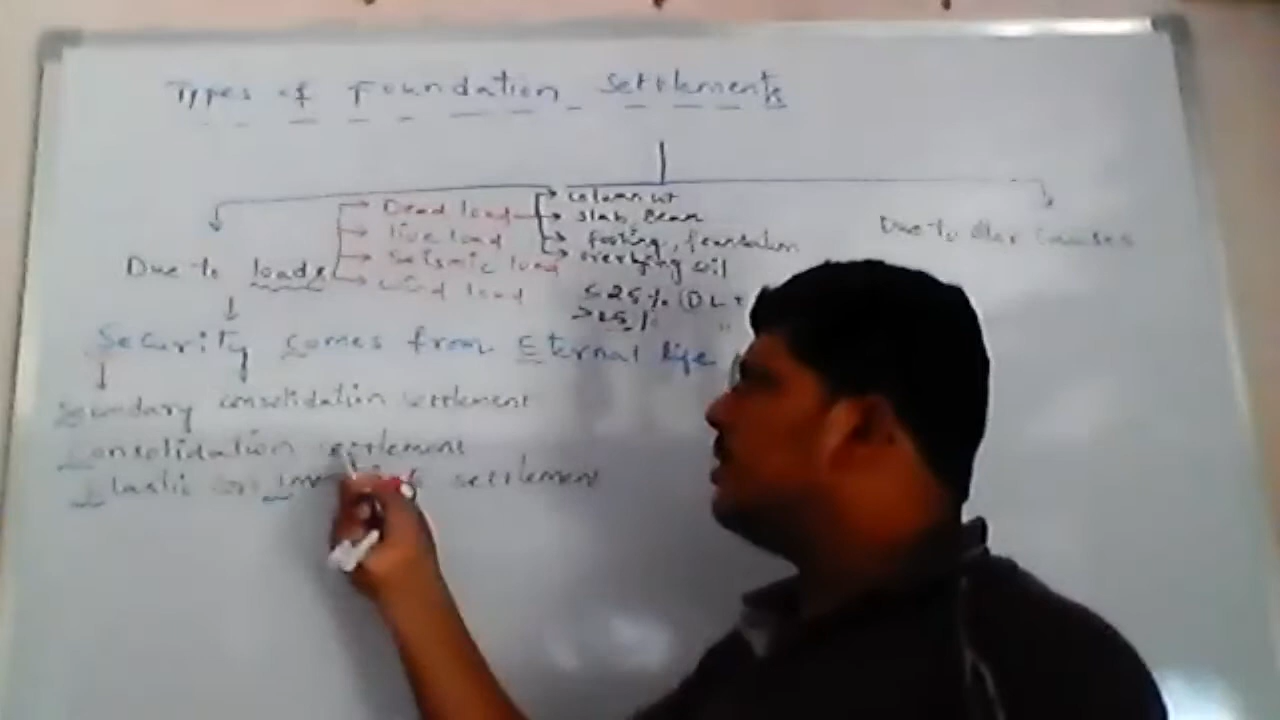 Types of Foundation Settlements
column wt
Dead load
slab, Beam
live load
footing, foundation
Seismic load
overlying soil
wind load
Due to loads
Due to other causes
≤25% (DL +
>25%
Security comes from Eternal life
Secondary consolidation settlement
Consolidation settlement
Elastic (or) settlement